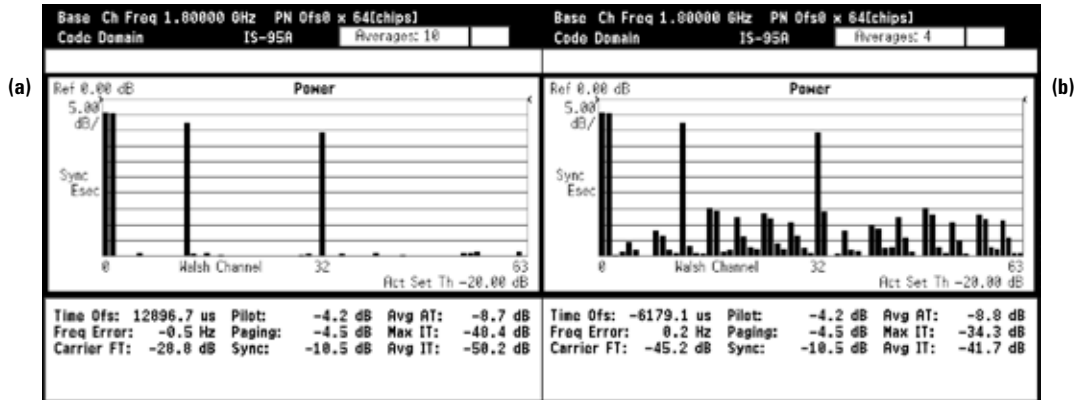 (a)
Base Ch Freq 1.80000 GHz PN Ofs0 x 64[chips]
Code Domain IS-95A Averages: 10
Ref 0.00 dB Power
5.00
dB/
Sync
Esec
0 Walsh Channel 32 63
Act Set Th -20.00 dB
Time Ofs: 12096.7 us Pilot: -4.2 dB Avg AT: -8.7 dB
Freq Error: -0.5 Hz Paging: -4.5 dB Max IT: -48.4 dB
Carrier FT: -28.8 dB Sync: -10.5 dB Avg IT: -50.2 dB
(b)
Base Ch Freq 1.80000 GHz PN Ofs0 x 64[chips]
Code Domain IS-95A Averages: 4
Ref 0.00 dB Power
5.00
dB/
Sync
Esec
0 Walsh Channel 32 63
Act Set Th -20.00 dB
Time Ofs: -6179.1 us Pilot: -4.2 dB Avg AT: -8.8 dB
Freq Error: 0.2 Hz Paging: -4.5 dB Max IT: -34.3 dB
Carrier FT: -45.2 dB Sync: -10.5 dB Avg IT: -41.7 dB